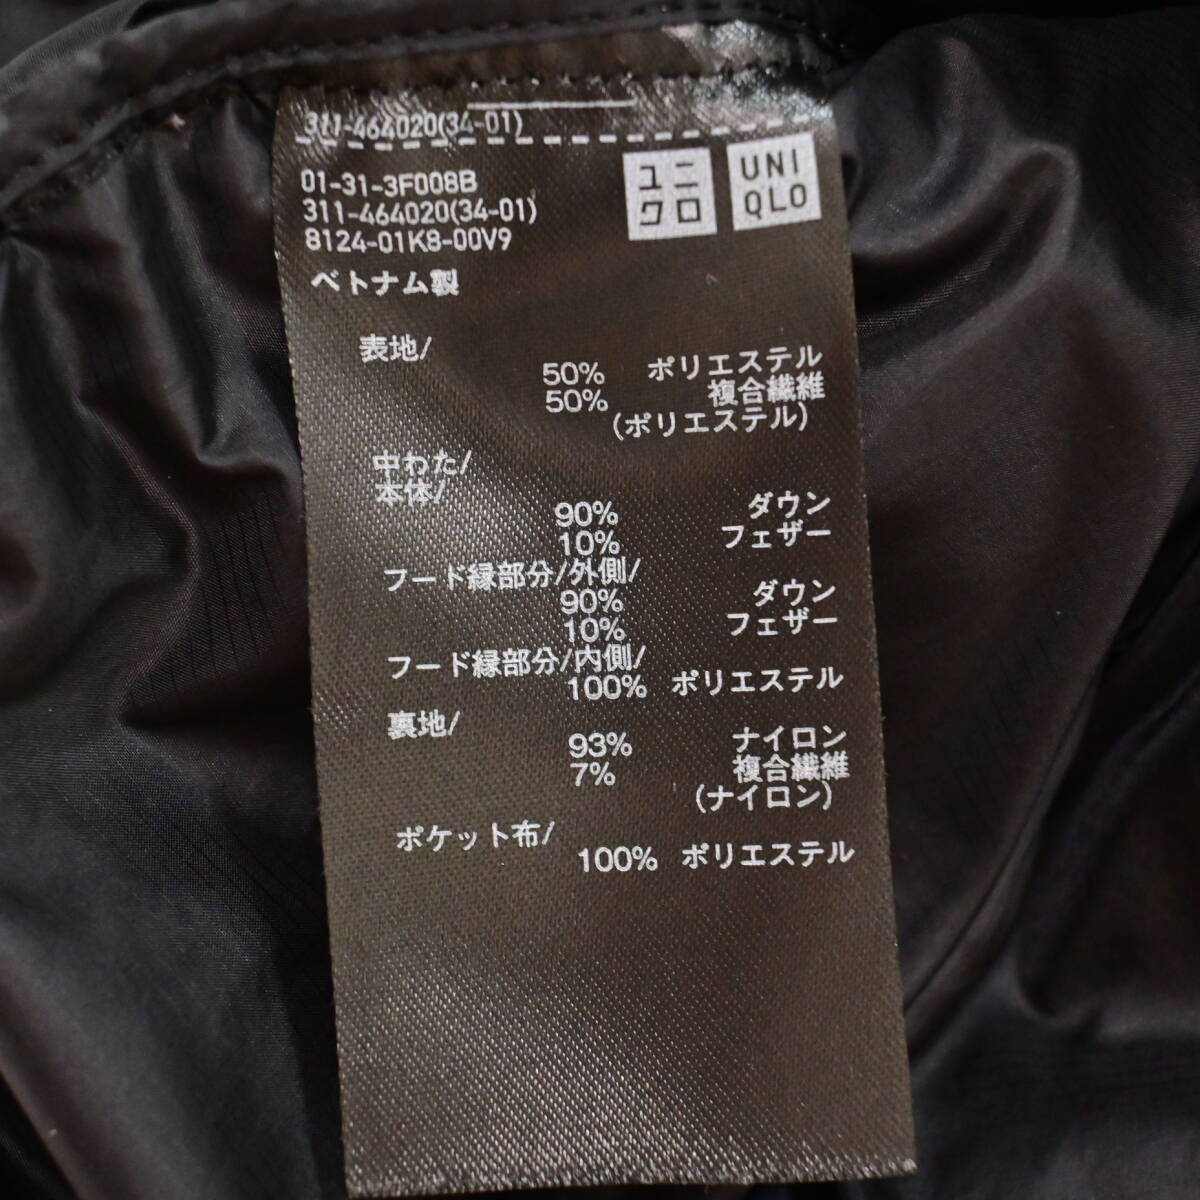 311-464020(34-01)
01-31-3F008B
311-464020(34-01)
8124-01K8-00V9
ユニ
クロ
UNI
QLO
ベトナム製
表地/
50% ポリエステル
50% 複合繊維
(ポリエステル)
中わた/
本体/
90% ダウン
10% フェザー
フード縁部分/外側/
90% ダウン
10% フェザー
フード縁部分/内側/
100% ポリエステル
裏地/
93% ナイロン
7% 複合繊維
(ナイロン)
ポケット布/
100% ポリエステル